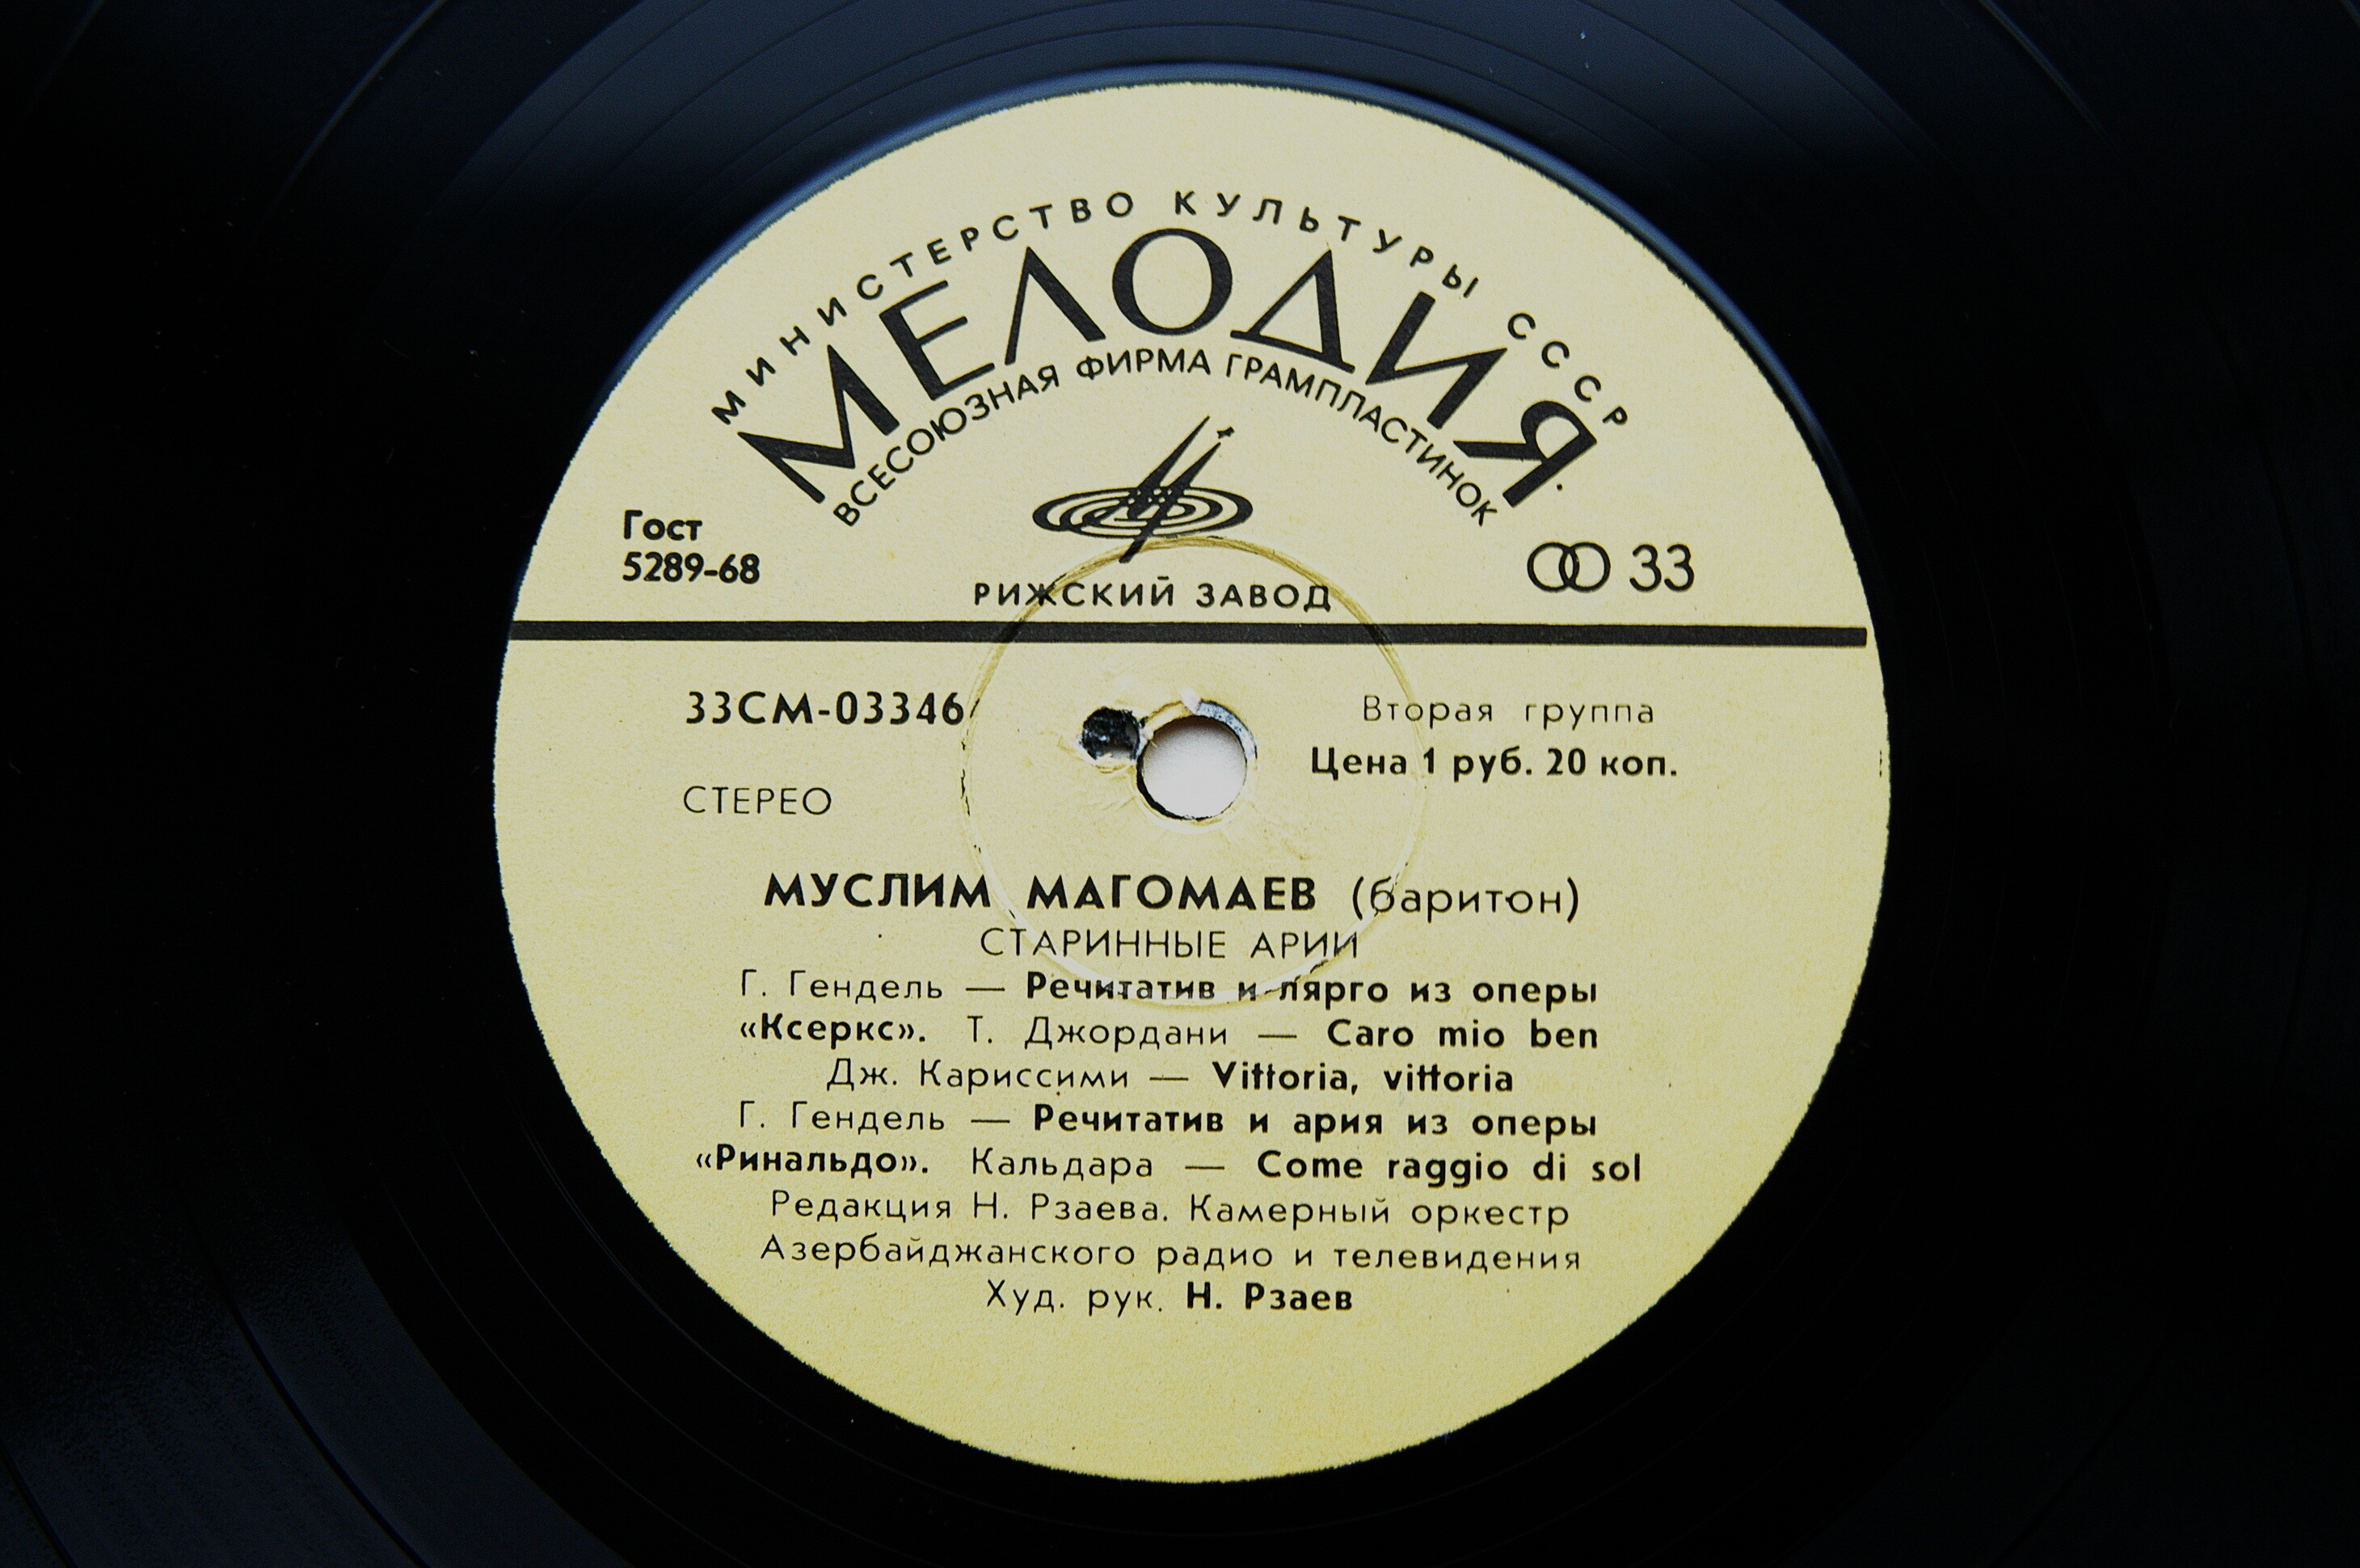 МИНИСТЕРСТВО КУЛЬТУРЫ СССР
МЕЛОДИЯ
ВСЕСОЮЗНАЯ ФИРМА ГРАМПЛАСТИНОК
Гост
5289-68
33
РИЖСКИЙ ЗАВОД
33СМ-03346
Вторая группа
Цена 1 руб. 20 коп.
СТЕРЕО
МУСЛИМ МАГОМАЕВ (баритон)
СТАРИННЫЕ АРИИ
Г. Гендель — Речитатив и лярго из оперы
«Ксеркс». Т. Джордани — Caro mio ben
Дж. Кариссими — Vittoria, vittoria
Г. Гендель — Речитатив и ария из оперы
«Ринальдо». Кальдара — Come raggio di sol
Редакция Н. Рзаева. Камерный оркестр
Азербайджанского радио и телевидения
Худ. рук. Н. Рзаев